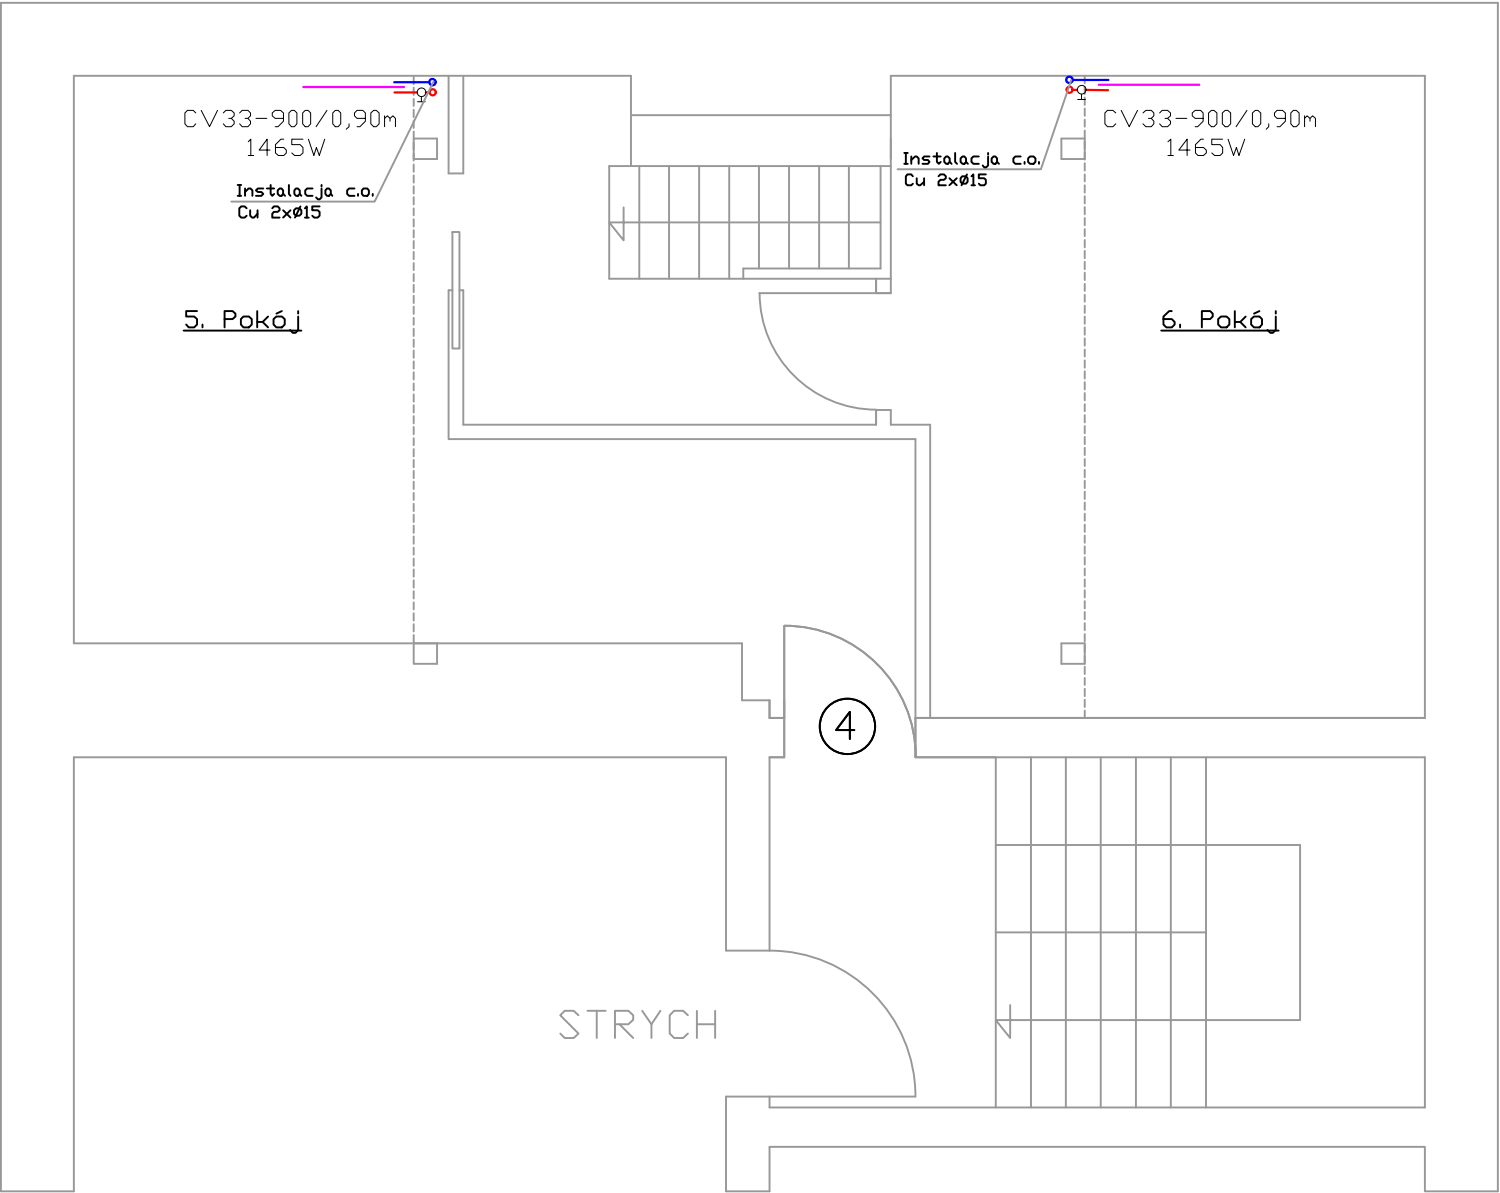 CV33-900/0,90m
1465W
Instalacja c.o.
Cu 2xø15
5. Pokój
CV33-900/0,90m
1465W
Instalacja c.o.
Cu 2xø15
6. Pokój
4
STRYCH